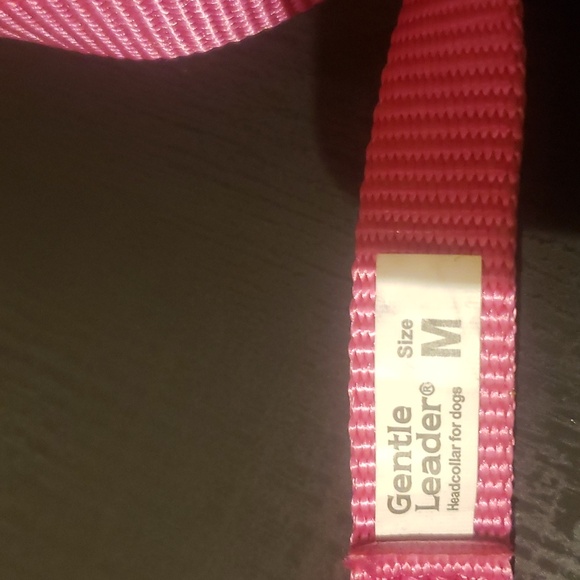 Gentle
Leader®
Headcollar for dogs
Size
M